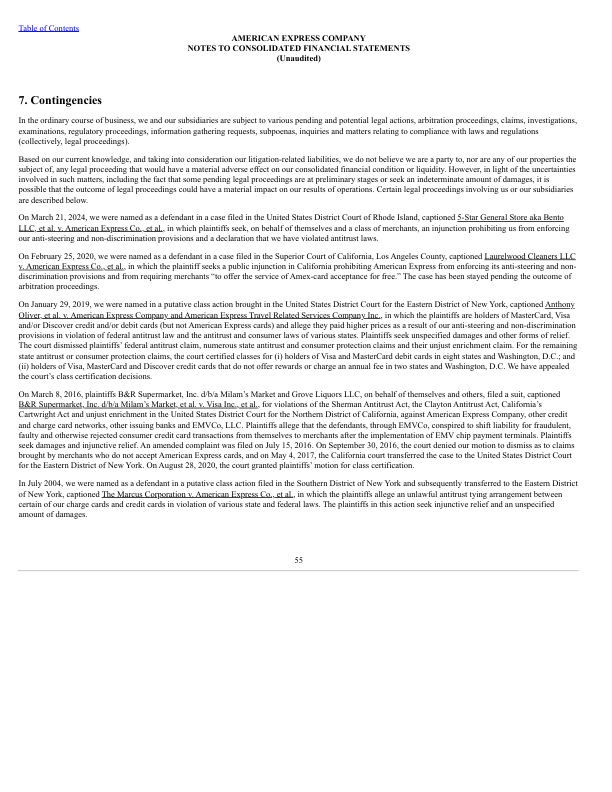 Table of Contents
AMERICAN EXPRESS COMPANY
NOTES TO CONSOLIDATED FINANCIAL STATEMENTS
(Unaudited)
7. Contingencies
In the ordinary course of business, we and our subsidiaries are subject to various pending and potential legal actions, arbitration proceedings, claims, investigations,
examinations, regulatory proceedings, information gathering requests, subpoenas, inquiries and matters relating to compliance with laws and regulations
(collectively, legal proceedings).
Based on our current knowledge, and taking into consideration our litigation-related liabilities, we do not believe we are a party to, nor are any of our properties the
subject of, any legal proceeding that would have a material adverse effect on our consolidated financial condition or liquidity. However, in light of the uncertainties
involved in such matters, including the fact that some pending legal proceedings are at preliminary stages or seek an indeterminate amount of damages, it is
possible that the outcome of legal proceedings could have a material impact on our results of operations. Certain legal proceedings involving us or our subsidiaries
are described below.
On March 21, 2024, we were named as a defendant in a case filed in the United States District Court of Rhode Island, captioned 5-Star General Store aka Bento
LLC, et al. v. American Express Co., et al., in which plaintiffs seek, on behalf of themselves and a class of merchants, an injunction prohibiting us from enforcing
our anti-steering and non-discrimination provisions and a declaration that we have violated antitrust laws.
On February 25, 2020, we were named as a defendant in a case filed in the Superior Court of California, Los Angeles County, captioned Laurelwood Cleaners LLC
v. American Express Co., et al., in which the plaintiff seeks a public injunction in California prohibiting American Express from enforcing its anti-steering and non-
discrimination provisions and from requiring merchants “to offer the service of Amex-card acceptance for free.” The case has been stayed pending the outcome of
arbitration proceedings.
On January 29, 2019, we were named in a putative class action brought in the United States District Court for the Eastern District of New York, captioned Anthony
Oliver, et al. v. American Express Company and American Express Travel Related Services Company Inc., in which the plaintiffs are holders of MasterCard, Visa
and/or Discover credit and/or debit cards (but not American Express cards) and allege they paid higher prices as a result of our anti-steering and non-discrimination
provisions in violation of federal antitrust law and the antitrust and consumer laws of various states. Plaintiffs seek unspecified damages and other forms of relief.
The court dismissed plaintiffs’ federal antitrust claim, numerous state antitrust and consumer protection claims and their unjust enrichment claim. For the remaining
state antitrust or consumer protection claims, the court certified classes for (i) holders of Visa and MasterCard debit cards in eight states and Washington, D.C.; and
(ii) holders of Visa, MasterCard and Discover credit cards that do not offer rewards or charge an annual fee in two states and Washington, D.C. We have appealed
the court’s class certification decisions.
On March 8, 2016, plaintiffs B&R Supermarket, Inc. d/b/a Milam’s Market and Grove Liquors LLC, on behalf of themselves and others, filed a suit, captioned
B&R Supermarket, Inc. d/b/a Milam’s Market, et al. v. Visa Inc., et al., for violations of the Sherman Antitrust Act, the Clayton Antitrust Act, California’s
Cartwright Act and unjust enrichment in the United States District Court for the Northern District of California, against American Express Company, other credit
and charge card networks, other issuing banks and EMVCo, LLC. Plaintiffs allege that the defendants, through EMVCo, conspired to shift liability for fraudulent,
faulty and otherwise rejected consumer credit card transactions from themselves to merchants after the implementation of EMV chip payment terminals. Plaintiffs
seek damages and injunctive relief. An amended complaint was filed on July 15, 2016. On September 30, 2016, the court denied our motion to dismiss as to claims
brought by merchants who do not accept American Express cards, and on May 4, 2017, the California court transferred the case to the United States District Court
for the Eastern District of New York. On August 28, 2020, the court granted plaintiffs’ motion for class certification.
In July 2004, we were named as a defendant in a putative class action filed in the Southern District of New York and subsequently transferred to the Eastern District
of New York, captioned The Marcus Corporation v. American Express Co., et al., in which the plaintiffs allege an unlawful antitrust tying arrangement between
certain of our charge cards and credit cards in violation of various state and federal laws. The plaintiffs in this action seek injunctive relief and an unspecified
amount of damages.
55